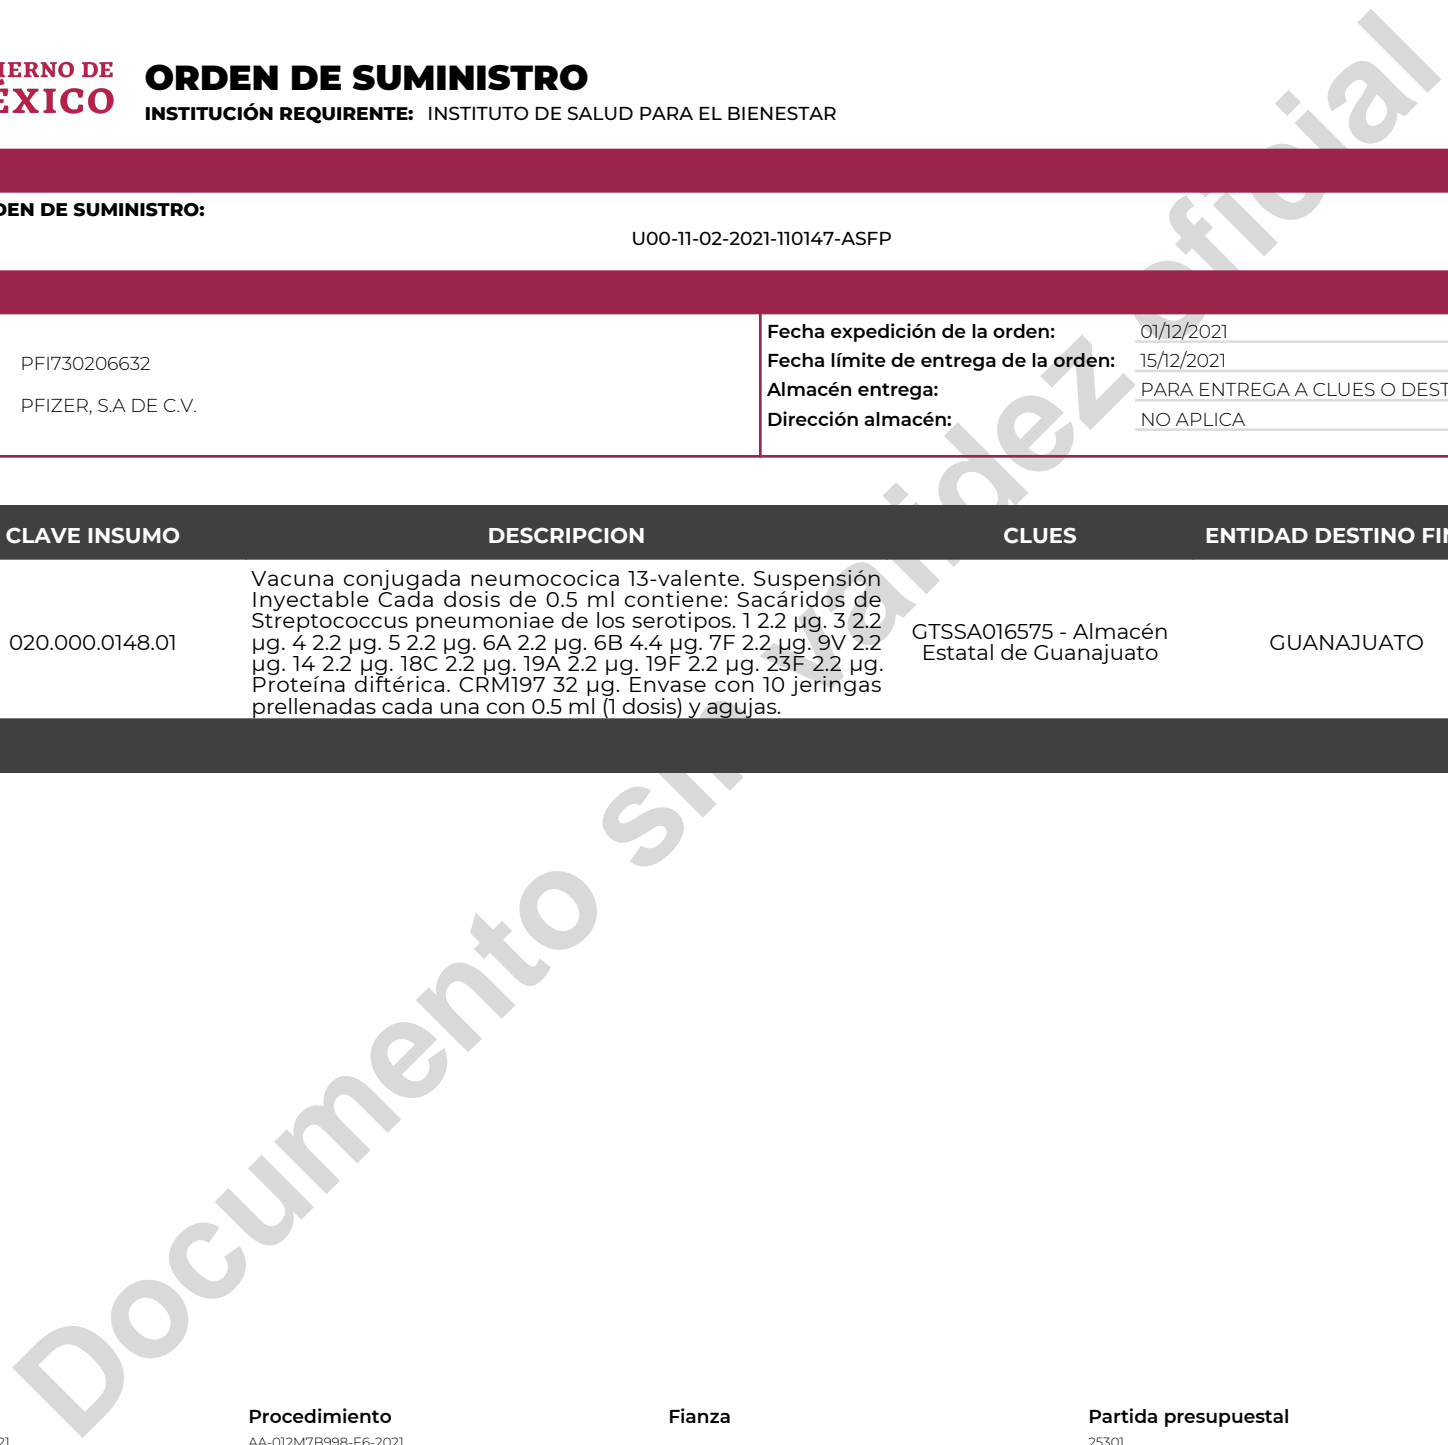 IERNO DE
ÉXICO
ORDEN DE SUMINISTRO
INSTITUCIÓN REQUIRENTE: INSTITUTO DE SALUD PARA EL BIENESTAR
DEN DE SUMINISTRO:
U00-11-02-2021-110147-ASFP
PFI730206632
PFIZER, S.A DE C.V.
Fecha expedición de la orden: 01/12/2021
Fecha límite de entrega de la orden: 15/12/2021
Almacén entrega: PARA ENTREGA A CLUES O DEST
Dirección almacén: NO APLICA
CLAVE INSUMO DESCRIPCION CLUES ENTIDAD DESTINO FIN
020.000.0148.01
Vacuna conjugada neumococica 13-valente. Suspensión
Inyectable Cada dosis de 0.5 ml contiene: Sacáridos de
Streptococcus pneumoniae de los serotipos. 1 2.2 µg. 3 2.2
µg. 4 2.2 µg. 5 2.2 µg. 6A 2.2 µg. 6B 4.4 µg. 7F 2.2 µg. 9V 2.2
µg. 14 2.2 µg. 18C 2.2 µg. 19A 2.2 µg. 19F 2.2 µg. 23F 2.2 µg.
Proteína diftérica. CRM197 32 µg. Envase con 10 jeringas
prellenadas cada una con 0.5 ml (1 dosis) y agujas.
GTSSA016575 - Almacén
Estatal de Guanajuato
GUANAJUATO
Documento sin validez oficial
Procedimiento Fianza Partida presupuestal
21 AA-012M7B998-E6-2021 25301